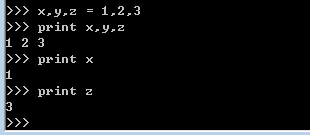 >>> x,y,z = 1,2,3
>>> print x,y,z
1 2 3
>>> print x
1
>>> print z
3
>>>